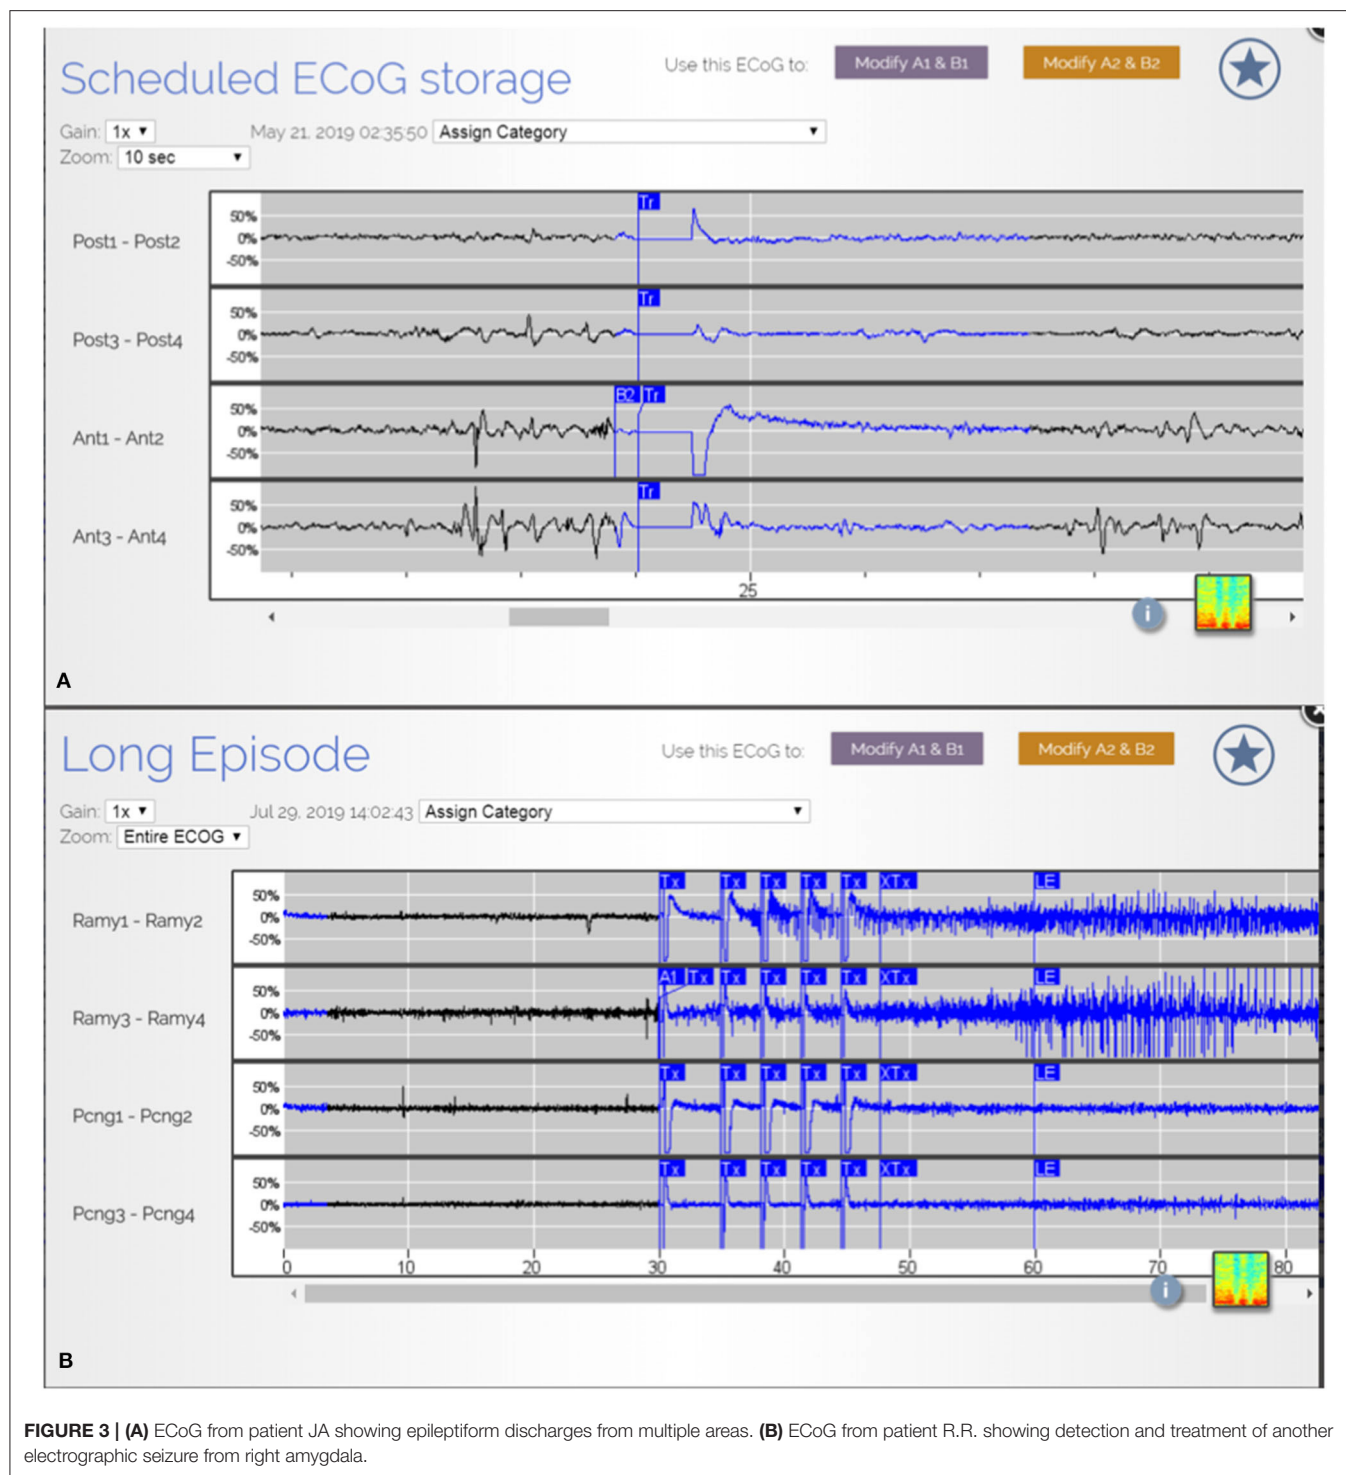 Scheduled ECoG storage
Use this ECoG to:
Modify A1 & B1
Modify A2 & B2
Gain: 1x
May 21, 2019 02:35:50 Assign Category
Zoom: 10 sec
Post1 - Post2
50%
0%
-50%
Tr
Post3 - Post4
50%
0%
-50%
Tr
Ant1 - Ant2
50%
0%
-50%
B2 Tr
Ant3 - Ant4
50%
0%
-50%
Tr
25
i
A
Long Episode
Use this ECoG to:
Modify A1 & B1
Modify A2 & B2
Gain: 1x
Jul 29, 2019 14:02:43 Assign Category
Zoom: Entire ECOG
Ramy1 - Ramy2
50%
0%
-50%
Tx Tx Tx Tx Tx XTx LE
Ramy3 - Ramy4
50%
0%
-50%
A1 Tx Tx Tx Tx Tx XTx LE
Pcng1 - Pcng2
50%
0%
-50%
Tx Tx Tx Tx Tx XTx LE
Pcng3 - Pcng4
50%
0%
-50%
Tx Tx Tx Tx Tx XTx LE
0 10 20 30 40 50 60 70 80
i
B
FIGURE 3 | (A) ECoG from patient JA showing epileptiform discharges from multiple areas. (B) ECoG from patient R.R. showing detection and treatment of another
electrographic seizure from right amygdala.